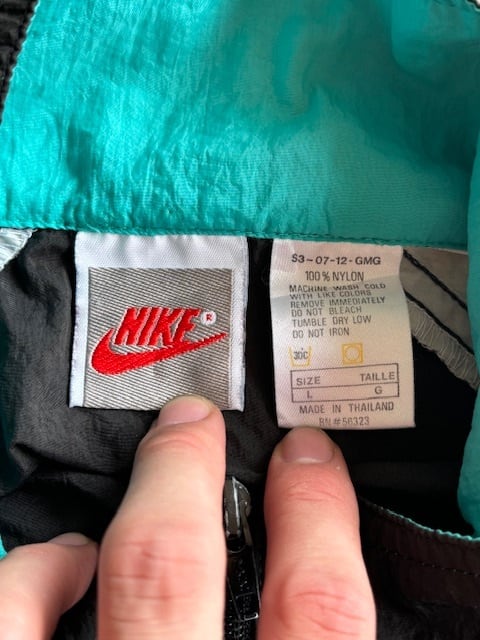 NIKE®
S3-07-12-GMG
100% NYLON
MACHINE WASH COLD
WITH LIKE COLORS
REMOVE IMMEDIATELY
DO NOT BLEACH
TUMBLE DRY LOW
DO NOT IRON
30C
SIZE TAILLE
L G
MADE IN THAILAND
RN#56323